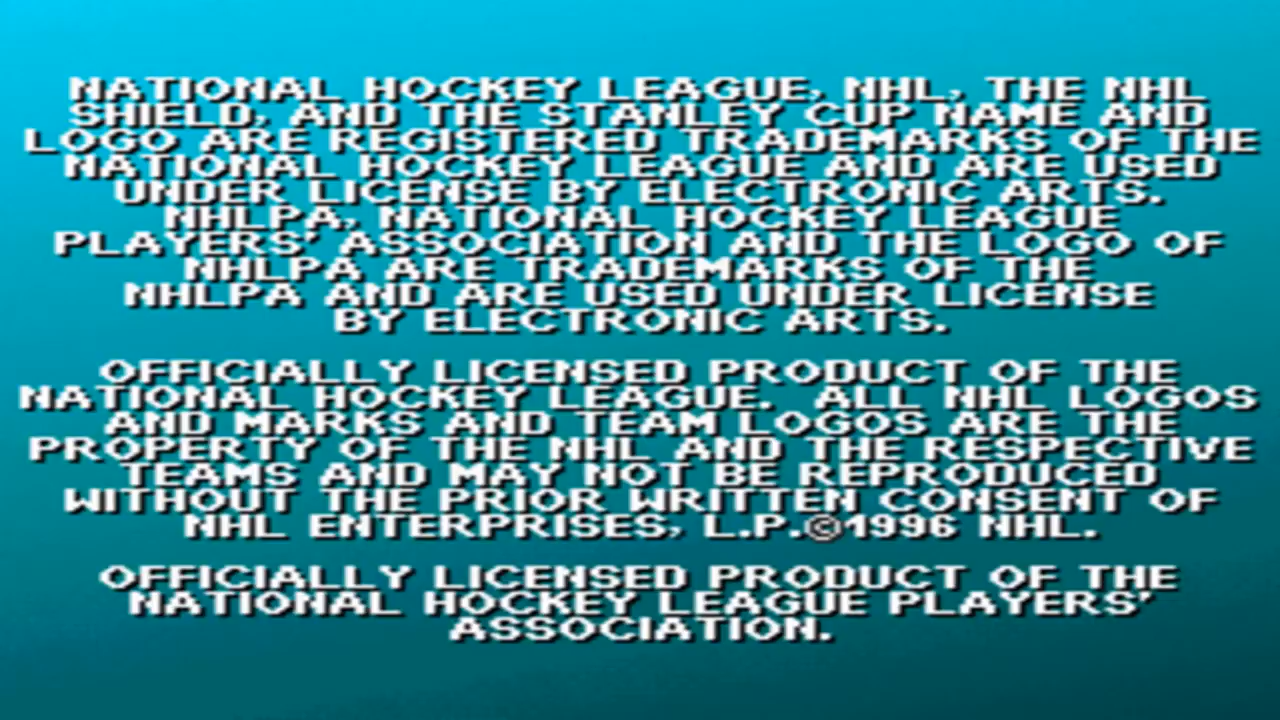 NATIONAL HOCKEY LEAGUE, NHL, THE NHL
SHIELD, AND THE STANLEY CUP NAME AND
LOGO ARE REGISTERED TRADEMARKS OF THE
NATIONAL HOCKEY LEAGUE AND ARE USED
UNDER LICENSE BY ELECTRONIC ARTS.
NHLPA, NATIONAL HOCKEY LEAGUE
PLAYERS' ASSOCIATION AND THE LOGO OF
NHLPA ARE TRADEMARKS OF THE
NHLPA AND ARE USED UNDER LICENSE
BY ELECTRONIC ARTS.
OFFICIALLY LICENSED PRODUCT OF THE
NATIONAL HOCKEY LEAGUE.  ALL NHL LOGOS
AND MARKS AND TEAM LOGOS ARE THE
PROPERTY OF THE NHL AND THE RESPECTIVE
TEAMS AND MAY NOT BE REPRODUCED
WITHOUT THE PRIOR WRITTEN CONSENT OF
NHL ENTERPRISES, L.P.©1996 NHL.
OFFICIALLY LICENSED PRODUCT OF THE
NATIONAL HOCKEY LEAGUE PLAYERS'
ASSOCIATION.